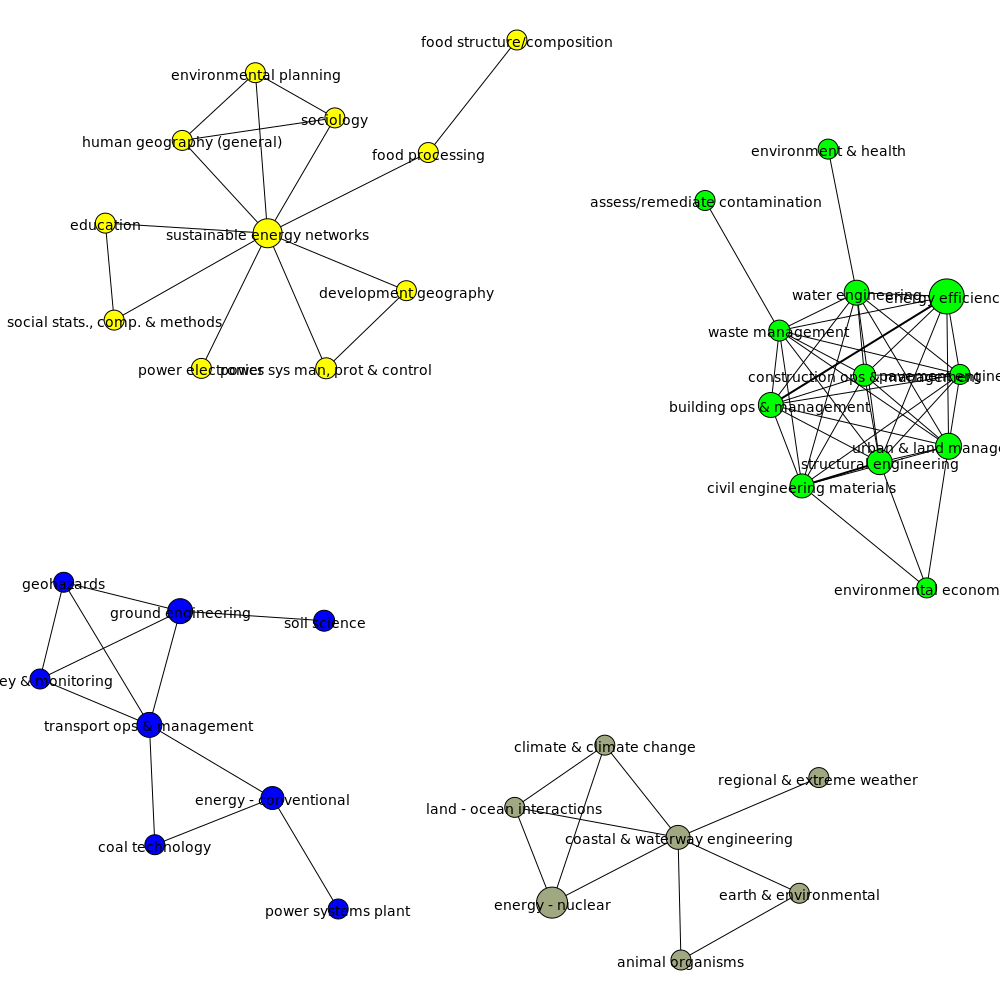 food structure/composition
environmental planning
sociology
human geography (general)
food processing
environment & health
assess/remediate contamination
education
sustainable energy networks
development geography
water engineering
energy efficienc
social stats., comp. & methods
waste management
power electronics
power sys man, prot & control
construction ops & management
pavement engine
building ops & management
urban & land manage
structural engineering
civil engineering materials
geohazards
ground engineering
soil science
environmental econom
ey & monitoring
transport ops & management
climate & climate change
regional & extreme weather
energy - conventional
land - ocean interactions
coastal & waterway engineering
coal technology
earth & environmental
energy - nuclear
power systems plant
animal organisms